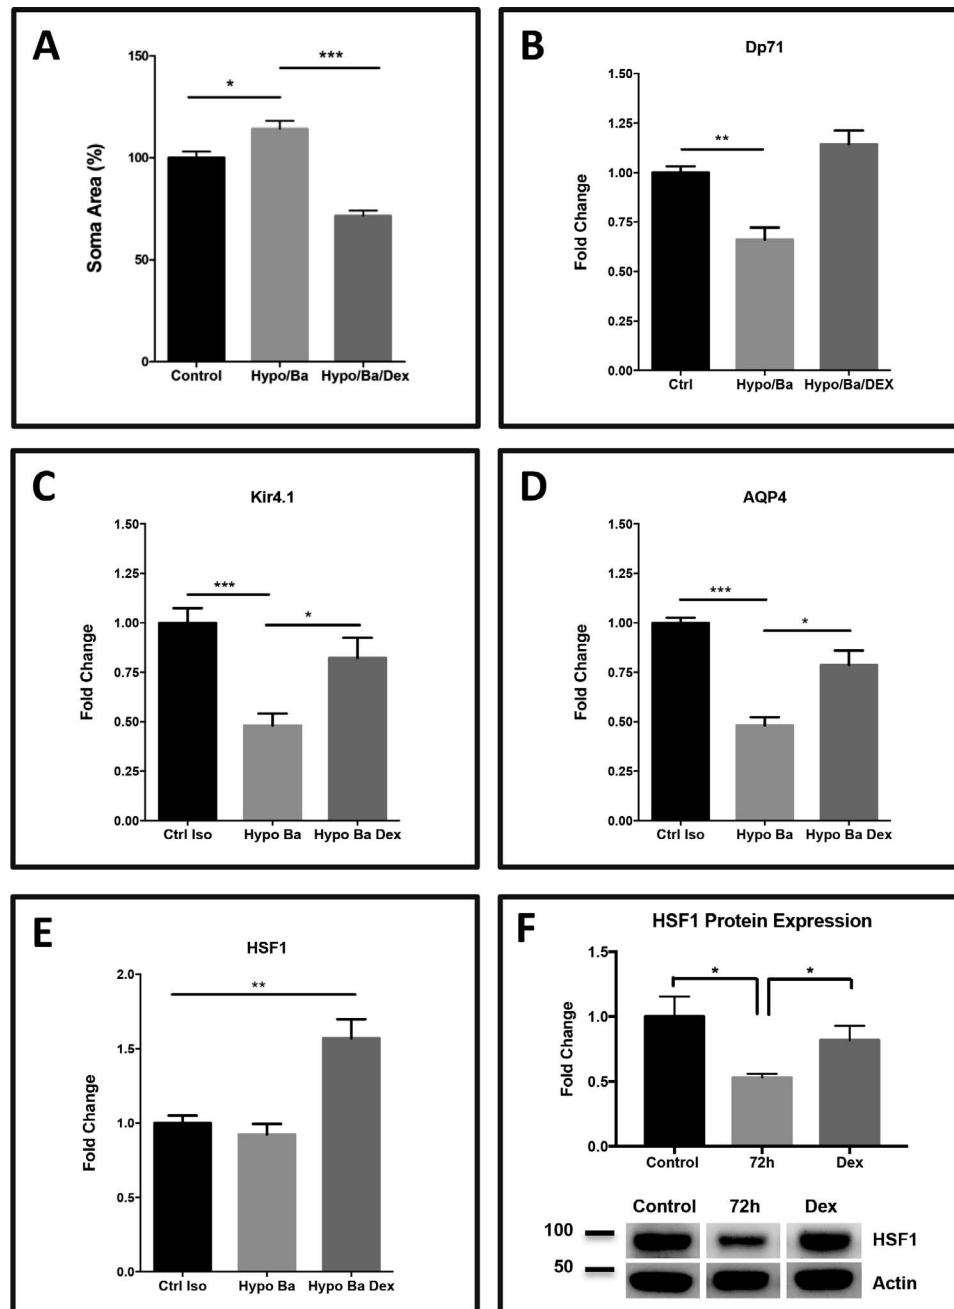 A
150
100
50
0
Soma Area (%)
*
***
Control Hypo/Ba Hypo/Ba/Dex
B
Dp71
1.50
1.25
1.00
0.75
0.50
0.25
0.00
Fold Change
**
Ctrl Hypo/Ba Hypo/Ba/DEX
C
Kir4.1
1.50
1.25
1.00
0.75
0.50
0.25
0.00
Fold Change
***
*
Ctrl Iso Hypo Ba Hypo Ba Dex
D
AQP4
1.50
1.25
1.00
0.75
0.50
0.25
0.00
Fold Change
***
*
Ctrl Iso Hypo Ba Hypo Ba Dex
E
HSF1
2.0
1.5
1.0
0.5
0.0
Fold Change
**
Ctrl Iso Hypo Ba Hypo Ba Dex
F
HSF1 Protein Expression
1.5
1.0
0.5
0.0
Fold Change
*
*
Control 72h Dex
Control 72h Dex
100
HSF1
50
Actin